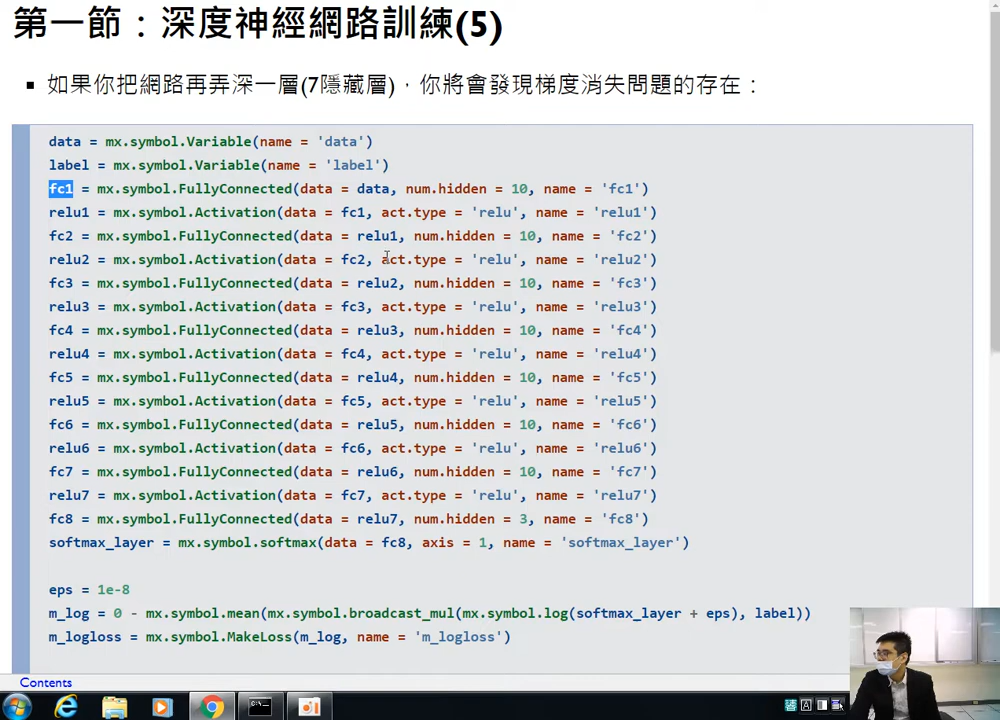 第一節：深度神經網路訓練(5)
▪ 如果你把網路再弄深一層(7隱藏層)，你將會發現梯度消失問題的存在：
data = mx.symbol.Variable(name = 'data')
label = mx.symbol.Variable(name = 'label')
fc1 = mx.symbol.FullyConnected(data = data, num.hidden = 10, name = 'fc1')
relu1 = mx.symbol.Activation(data = fc1, act.type = 'relu', name = 'relu1')
fc2 = mx.symbol.FullyConnected(data = relu1, num.hidden = 10, name = 'fc2')
relu2 = mx.symbol.Activation(data = fc2, act.type = 'relu', name = 'relu2')
fc3 = mx.symbol.FullyConnected(data = relu2, num.hidden = 10, name = 'fc3')
relu3 = mx.symbol.Activation(data = fc3, act.type = 'relu', name = 'relu3')
fc4 = mx.symbol.FullyConnected(data = relu3, num.hidden = 10, name = 'fc4')
relu4 = mx.symbol.Activation(data = fc4, act.type = 'relu', name = 'relu4')
fc5 = mx.symbol.FullyConnected(data = relu4, num.hidden = 10, name = 'fc5')
relu5 = mx.symbol.Activation(data = fc5, act.type = 'relu', name = 'relu5')
fc6 = mx.symbol.FullyConnected(data = relu5, num.hidden = 10, name = 'fc6')
relu6 = mx.symbol.Activation(data = fc6, act.type = 'relu', name = 'relu6')
fc7 = mx.symbol.FullyConnected(data = relu6, num.hidden = 10, name = 'fc7')
relu7 = mx.symbol.Activation(data = fc7, act.type = 'relu', name = 'relu7')
fc8 = mx.symbol.FullyConnected(data = relu7, num.hidden = 3, name = 'fc8')
softmax_layer = mx.symbol.softmax(data = fc8, axis = 1, name = 'softmax_layer')
eps = 1e-8
m_log = 0 - mx.symbol.mean(mx.symbol.broadcast_mul(mx.symbol.log(softmax_layer + eps), label))
m_logloss = mx.symbol.MakeLoss(m_log, name = 'm_logloss')
Contents